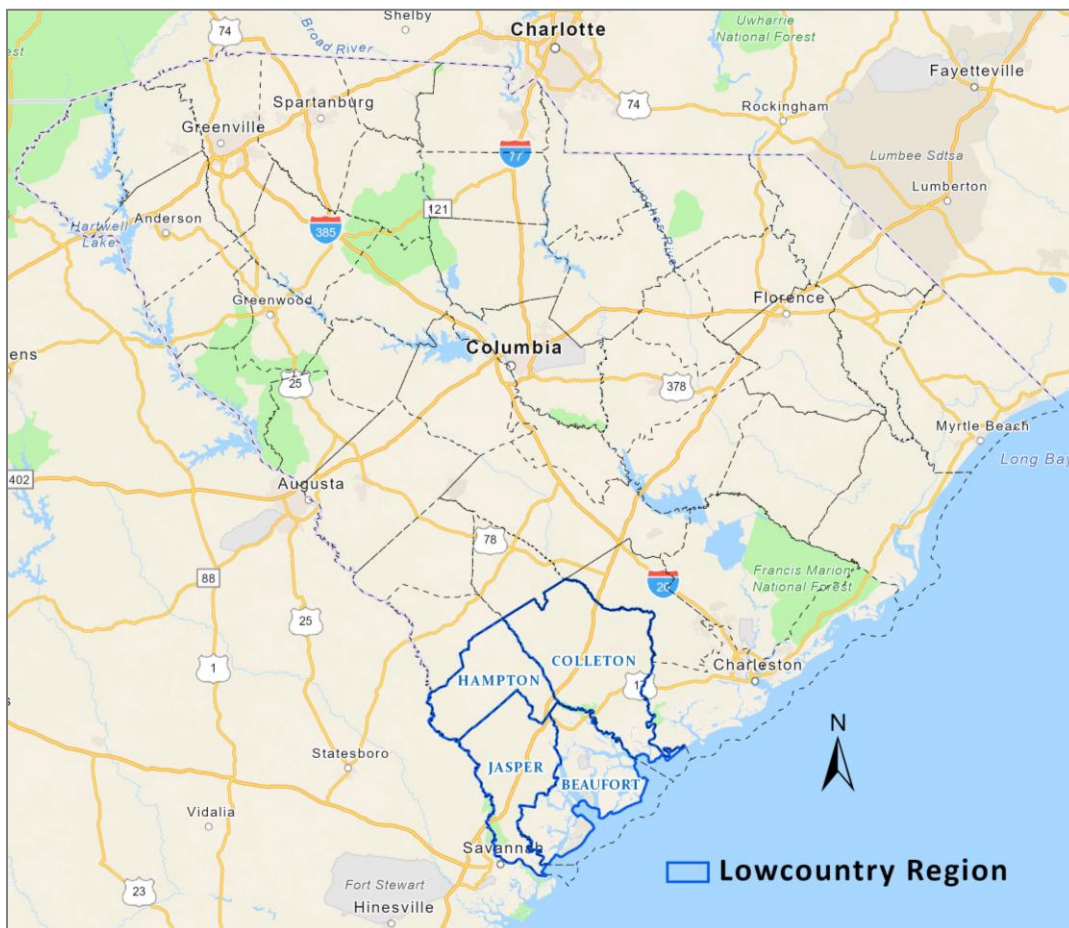 Shelby
Uwharrie
National Forest
74
Broad River
Charlotte
Fayetteville
74
Rockingham
Spartanburg
Greenville
77
Lumbee Sdtsa
Lumberton
121
Lynches River
Hartwell
Lake
Anderson
385
Greenwood
Florence
ens
Columbia
25
378
Myrtle Beach
Long Bay
402
Augusta
78
88
Francis Marion
National Forest
26
25
COLLETON
Charleston
1
HAMPTON
17
N
Statesboro
JASPER
BEAUFORT
Vidalia
Savannah
Lowcountry Region
Fort Stewart
23
Hinesville